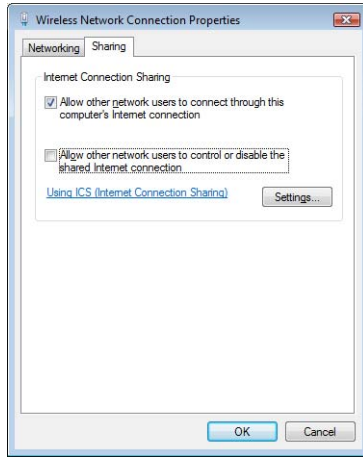 Wireless Network Connection Properties
Networking Sharing
Internet Connection Sharing
Allow other network users to connect through this
computer's Internet connection
Allow other network users to control or disable the
shared Internet connection
Using ICS (Internet Connection Sharing)
Settings...
OK Cancel